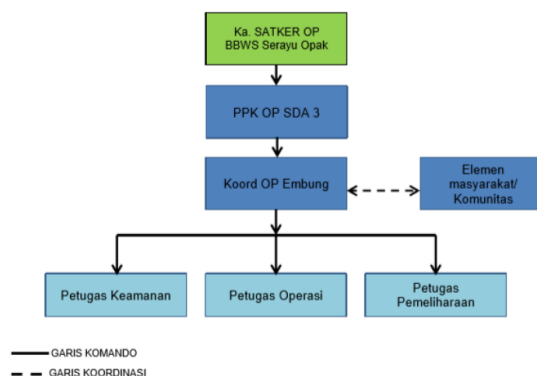 Ka. SATKER OP
BBWS Serayu Opak
PPK OP SDA 3
Koord OP Embung
Elemen
masyarakat/
Komunitas
Petugas Keamanan
Petugas Operasi
Petugas
Pemeliharaan
GARIS KOMANDO
GARIS KOORDINASI